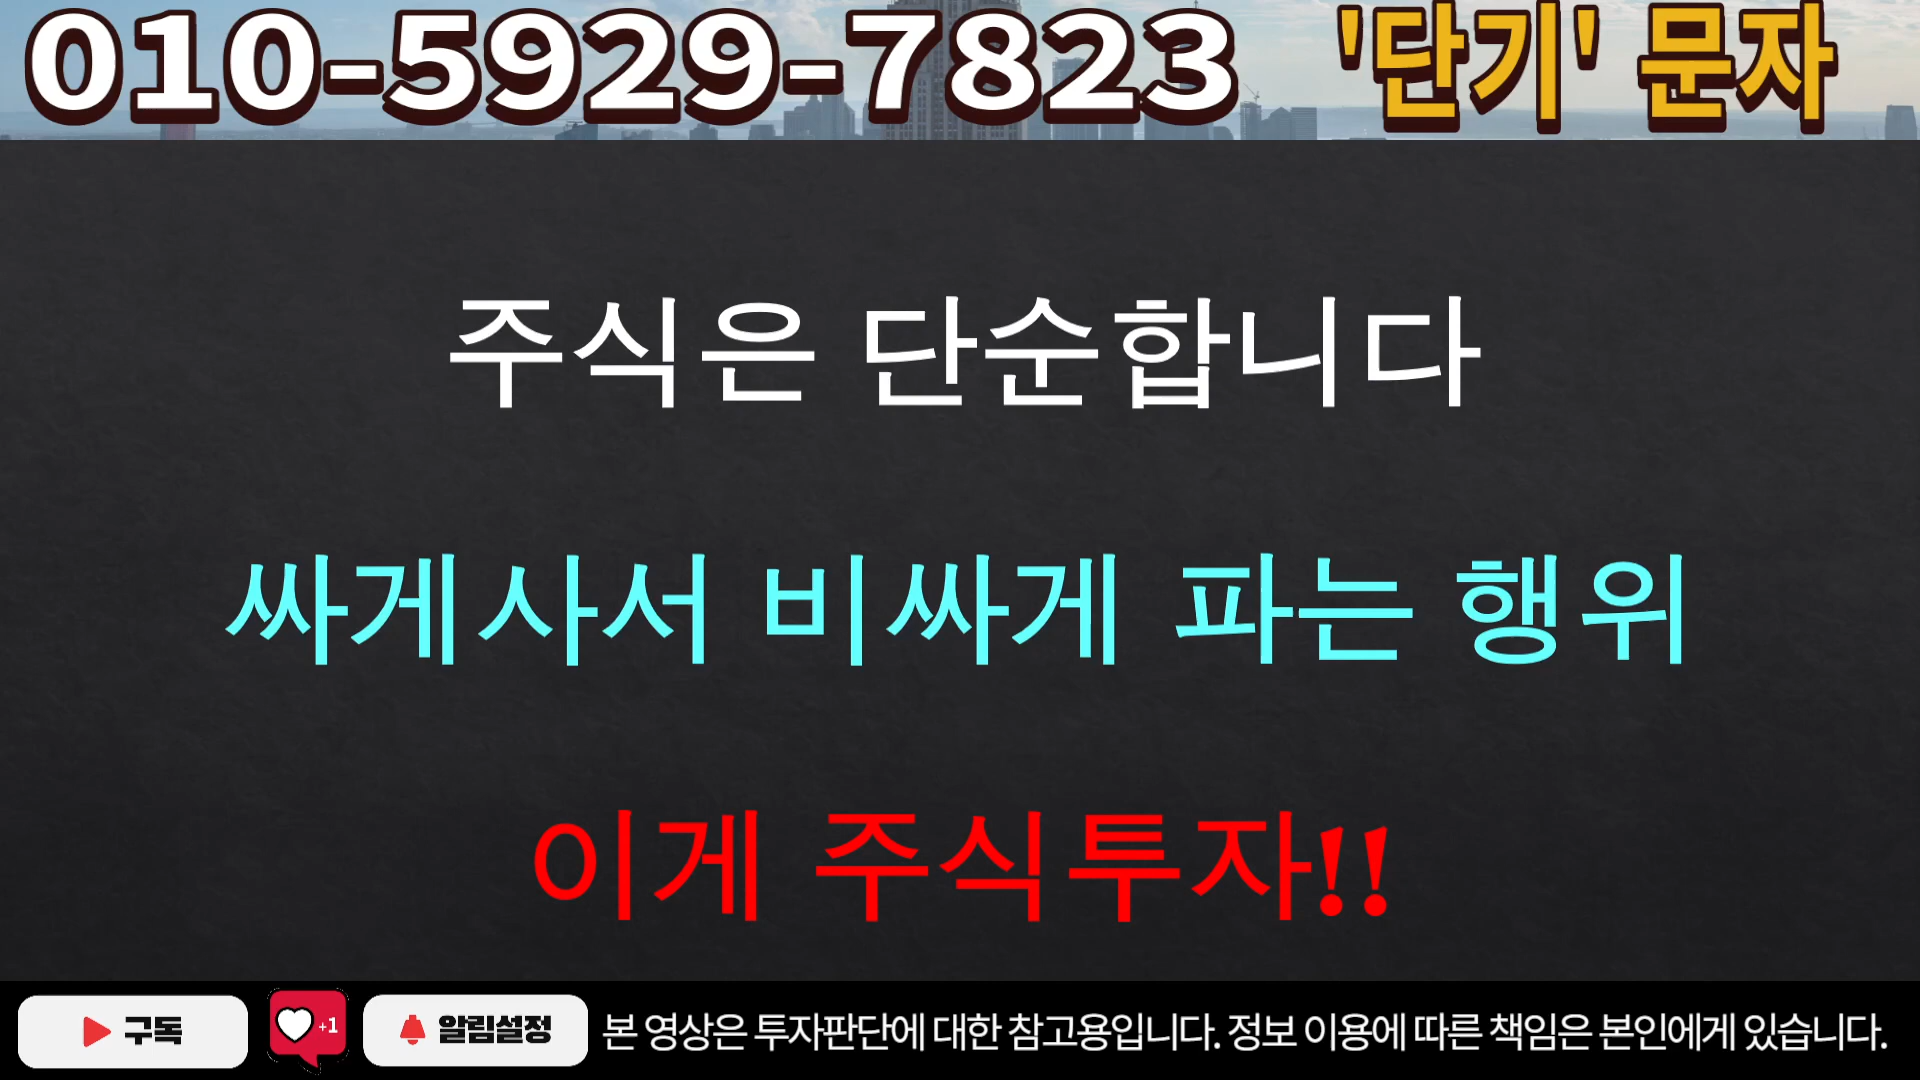 010-5929-7823 '단기' 문자
주식은 단순합니다
싸게사서 비싸게 파는 행위
이게 주식투자!!
구독 +1 알림설정 본 영상은 투자판단에 대한 참고용입니다. 정보 이용에 따른 책임은 본인에게 있습니다.